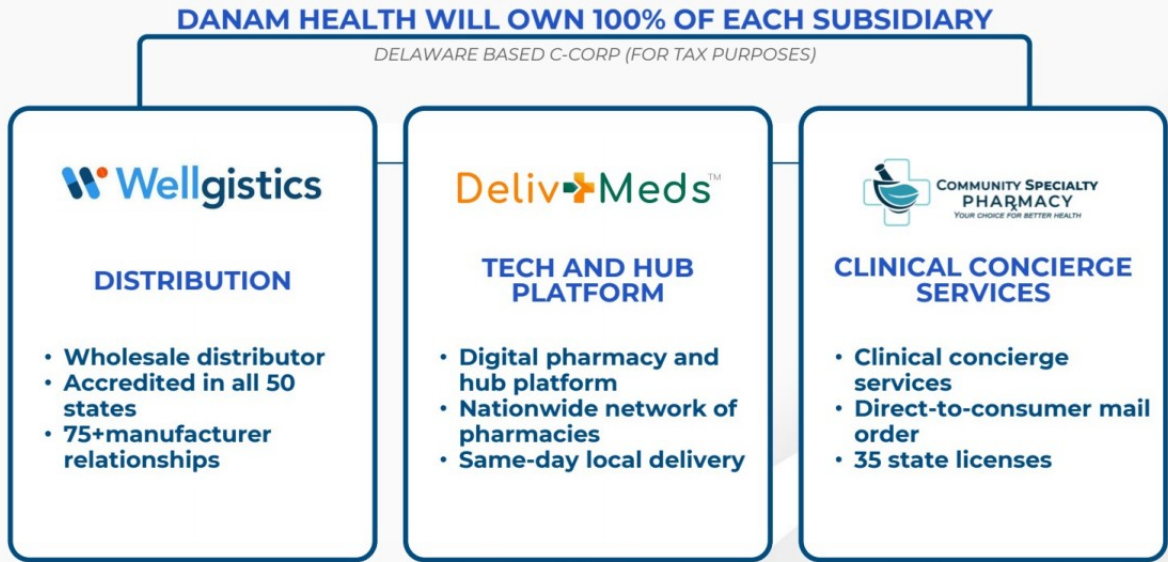 DANAM HEALTH WILL OWN 100% OF EACH SUBSIDIARY
DELAWARE BASED C-CORP (FOR TAX PURPOSES)
Wellgistics
DISTRIBUTION
• Wholesale distributor
• Accredited in all 50
states
• 75+manufacturer
relationships
Deliv Meds™
TECH AND HUB
PLATFORM
• Digital pharmacy and
hub platform
• Nationwide network of
pharmacies
• Same-day local delivery
COMMUNITY SPECIALTY
PHARMACY
YOUR CHOICE FOR BETTER HEALTH
CLINICAL CONCIERGE
SERVICES
• Clinical concierge
services
• Direct-to-consumer mail
order
• 35 state licenses